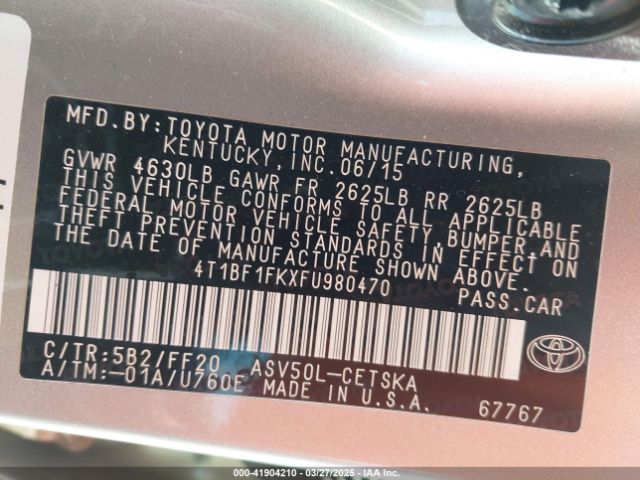 MFD.BY:TOYOTA MOTOR MANUFACTURING,
KENTUCKY,INC.06/15
GVWR 4630LB GAWR FR 2625LB RR 2625LB
THIS VEHICLE CONFORMS TO ALL APPLICABLE
FEDERAL MOTOR VEHICLE SAFETY,BUMPER,AND
THEFT PREVENTION STANDARDS IN EFFECT ON
THE DATE OF MANUFACTURE SHOWN ABOVE.
4T1BF1FKXFU980470 PASS.CAR
C/TR:5B2/FF20 ASV50L-CETSKA
A/TM:-01A/U760E MADE IN U.S.A. 67767
000-41904210 | 03/27/2025 - Copart, IAA Inc.